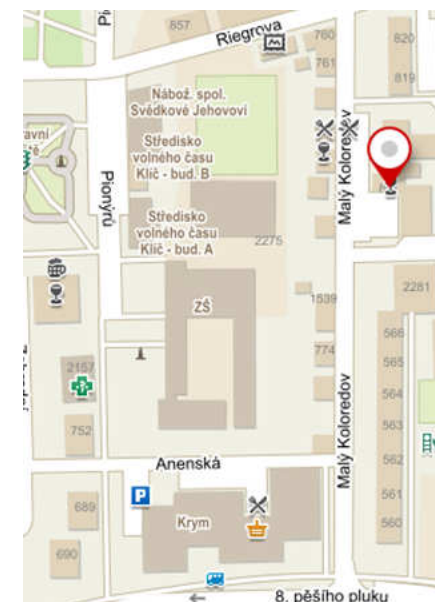 857
Riegrova
760
820
761
819
Nábož. spol.
Svědkové Jehovovi
Středisko
volného času
Klíč - bud. B
Malý Koloredov
Pionýrů
Středisko
volného času
Klíč - bud. A
2275
2281
1539
ZŠ
566
565
774
564
2157
563
752
Malý Koloredov
562
Anenská
561
P
689
Krym
560
690
8. pěšího pluku